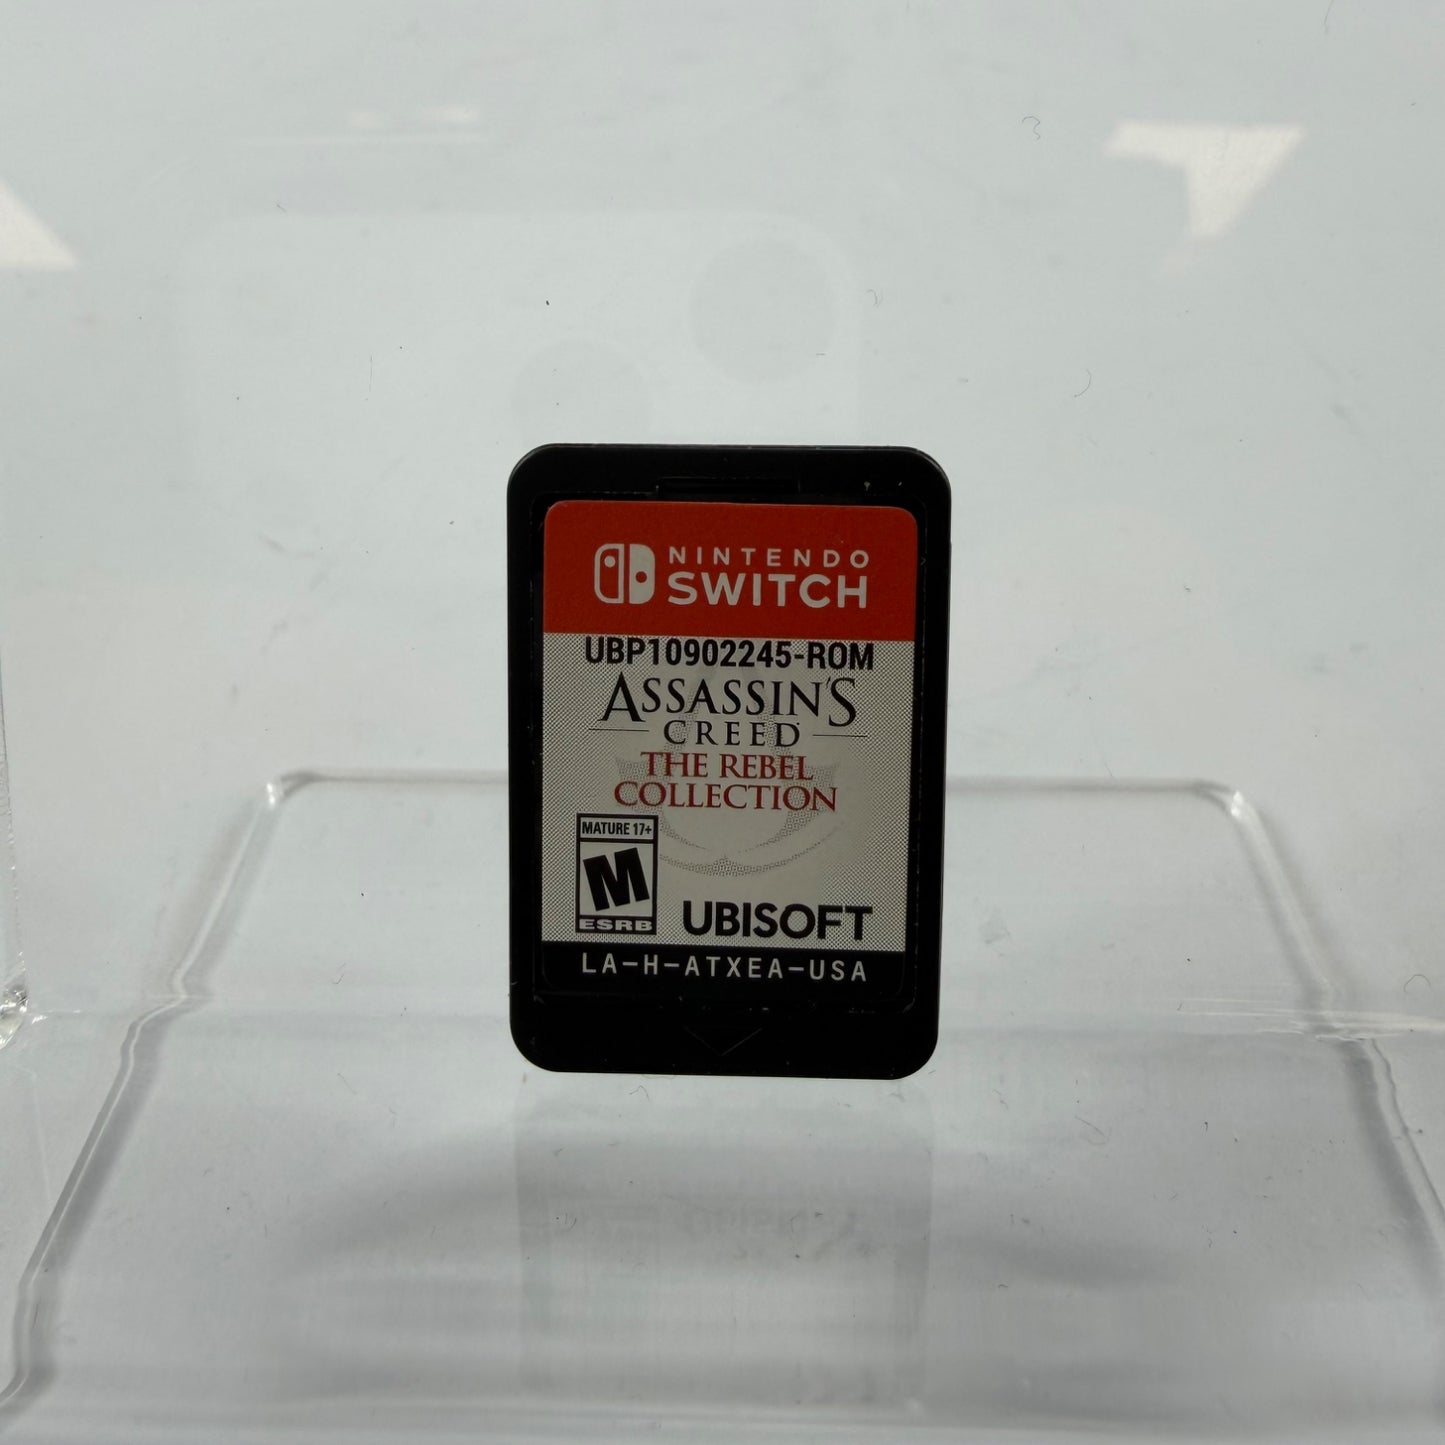 NINTENDO
SWITCH
UBP10902245-ROM
ASSASSIN'S
CREED
THE REBEL
COLLECTION
MATURE 17+
M
ESRB
UBISOFT
LA-H-ATXEA-USA